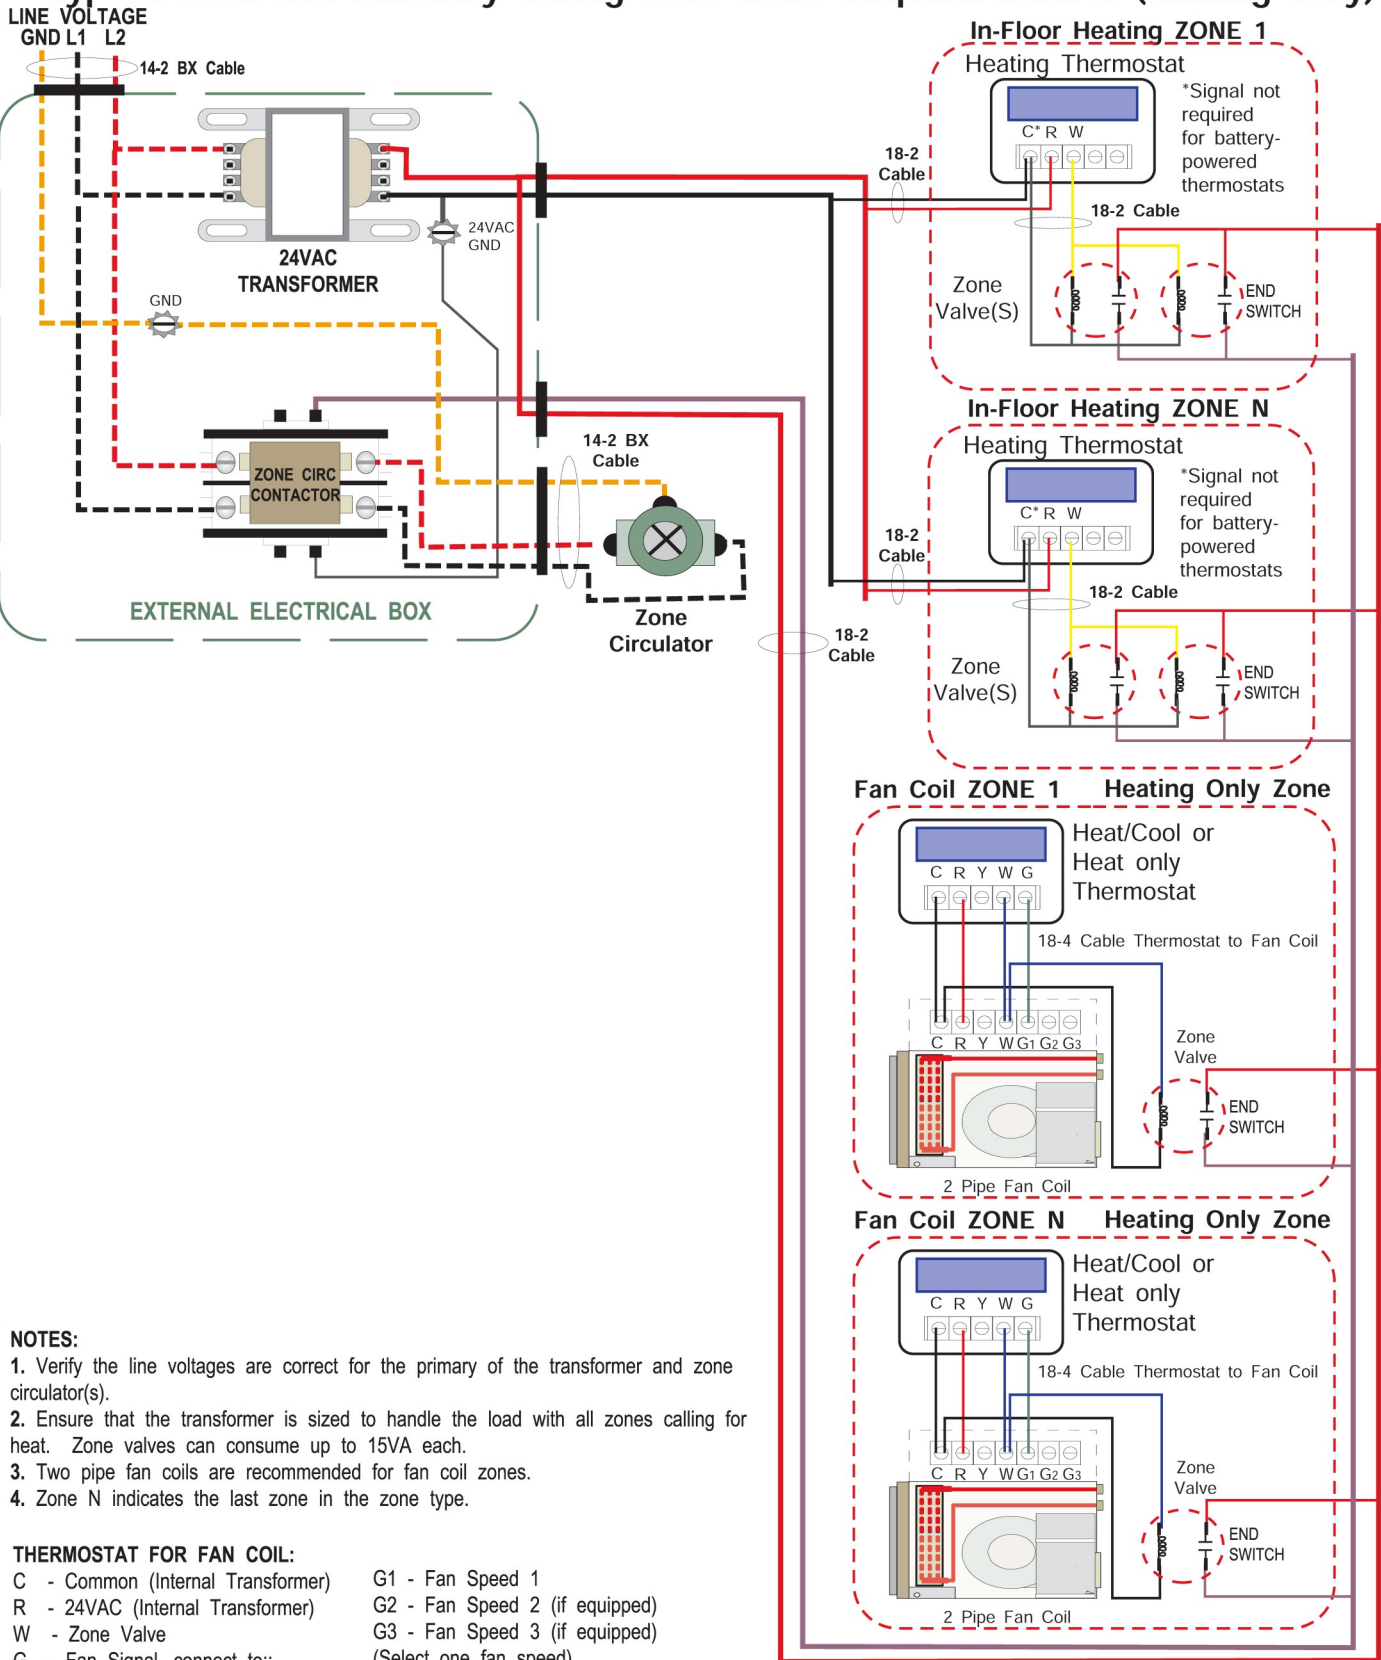 LINE VOLTAGE
GND L1 L2
14-2 BX Cable
24VAC
GND
24VAC
TRANSFORMER
GND
ZONE CIRC
CONTACTOR
14-2 BX
Cable
EXTERNAL ELECTRICAL BOX
Zone
Circulator
18-2
Cable
18-2
Cable
18-2
Cable
In-Floor Heating ZONE 1
Heating Thermostat
C* R W
*Signal not
required
for battery-
powered
thermostats
18-2 Cable
Zone
Valve(S)
END
SWITCH
In-Floor Heating ZONE N
Heating Thermostat
C* R W
*Signal not
required
for battery-
powered
thermostats
18-2 Cable
Zone
Valve(S)
END
SWITCH
Fan Coil ZONE 1 Heating Only Zone
C R Y W G
Heat/Cool or
Heat only
Thermostat
18-4 Cable Thermostat to Fan Coil
C R Y W G1 G2 G3
Zone
Valve
END
SWITCH
2 Pipe Fan Coil
Fan Coil ZONE N Heating Only Zone
C R Y W G
Heat/Cool or
Heat only
Thermostat
18-4 Cable Thermostat to Fan Coil
C R Y W G1 G2 G3
Zone
Valve
END
SWITCH
2 Pipe Fan Coil
NOTES:
1. Verify the line voltages are correct for the primary of the transformer and zone
circulator(s).
2. Ensure that the transformer is sized to handle the load with all zones calling for
heat. Zone valves can consume up to 15VA each.
3. Two pipe fan coils are recommended for fan coil zones.
4. Zone N indicates the last zone in the zone type.
THERMOSTAT FOR FAN COIL:
C - Common (Internal Transformer)
R - 24VAC (Internal Transformer)
W - Zone Valve
G - Fan Signal, connect to::
G1 - Fan Speed 1
G2 - Fan Speed 2 (if equipped)
G3 - Fan Speed 3 (if equipped)
(Select one fan speed)